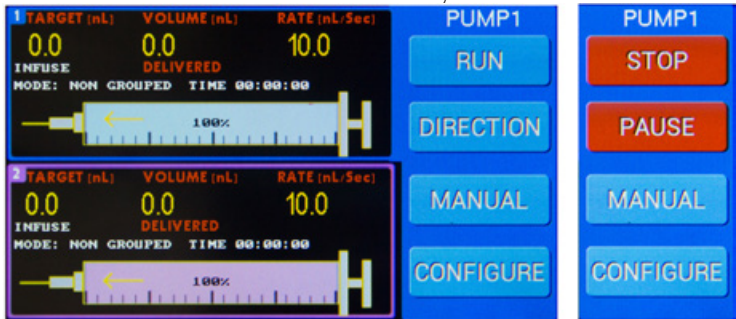 1 TARGET [nL] VOLUME [nL] RATE [nL/Sec]
0.0 0.0 10.0
INFUSE DELIVERED
MODE: NON GROUPED TIME 00:00:00
100%
2 TARGET [nL] VOLUME [nL] RATE [nL/Sec]
0.0 0.0 10.0
INFUSE DELIVERED
MODE: NON GROUPED TIME 00:00:00
100%
PUMP1
RUN
DIRECTION
MANUAL
CONFIGURE
PUMP1
STOP
PAUSE
MANUAL
CONFIGURE